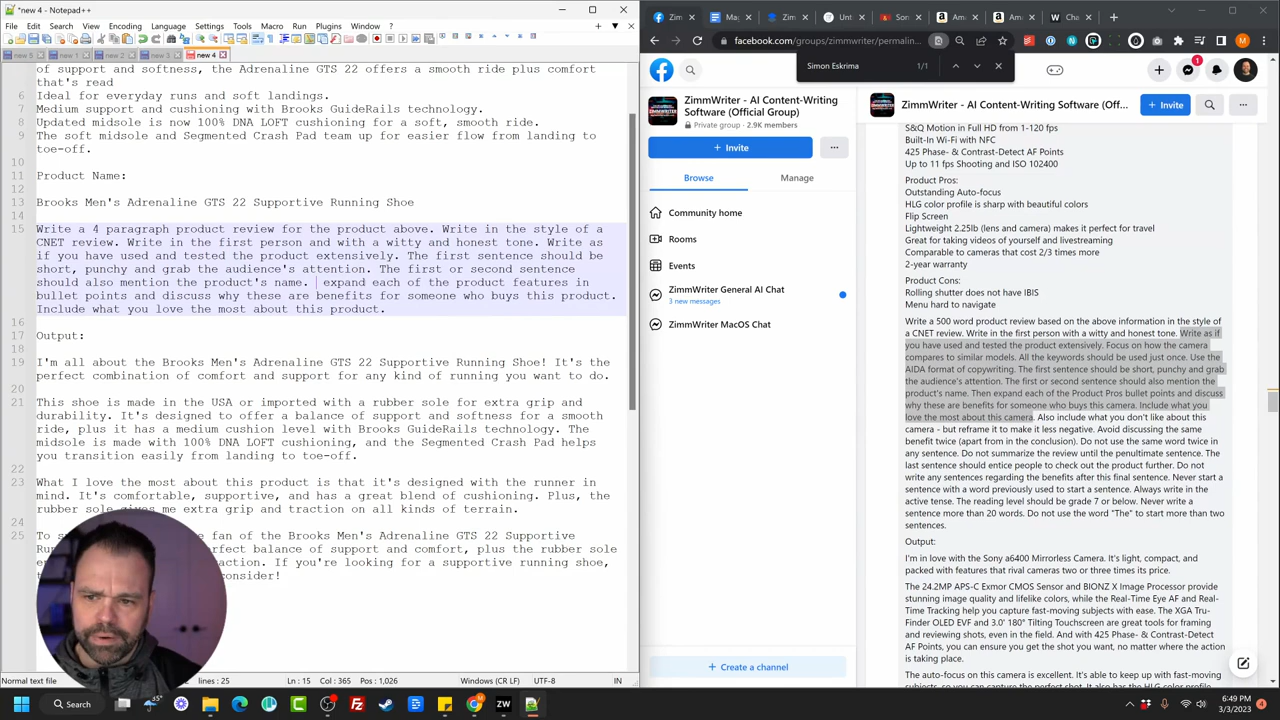 *new 4 - Notepad++
File Edit Search View Encoding Language Settings Tools Macro Run Plugins Window ?
new 5 new 1 new 2 new 3 new 4
of support and softness, the Adrenaline GTS 22 offers a smooth ride plus comfort
that's read
6 Ideal for everyday runs and soft landings.
Medium support and cushioning with Brooks GuideRails technology.
Updated midsole is now 100% DNA LOFT cushioning for a soft, smooth ride.
The soft midsole and Segmented Crash Pad team up for easier flow from landing to
toe-off.
10
11 Product Name:
12
13 Brooks Men's Adrenaline GTS 22 Supportive Running Shoe
14
15 Write a 4 paragraph product review for the product above. Write in the style of a
CNET review. Write in the first person and with a witty and honest tone. Write as
if you have used and tested the product extensively. The first sentence should be
short, punchy and grab the audience's attention. The first or second sentence
should also mention the product's name. expand each of the product features in
bullet points and discuss why these are benefits for someone who buys this product.
Include what you love the most about this product.
16
17 Output:
18
19 I'm all about the Brooks Men's Adrenaline GTS 22 Supportive Running Shoe! It's the
perfect combination of comfort and support for any kind of running you want to do.
20
21 This shoe is made in the USA or imported with a rubber sole for extra grip and
durability. It's designed to offer a balance of support and softness for a smooth
ride, plus it has a medium cushioning with Brooks GuideRails technology. The
midsole is made with 100% DNA LOFT cushioning, and the Segmented Crash Pad helps
you transition easily from landing to toe-off.
22
23 What I love the most about this product is that it's designed with the runner in
mind. It's comfortable, supportive, and has a great blend of cushioning. Plus, the
rubber sole gives me extra grip and traction on all kinds of terrain.
24
25 To fan of the Brooks Men's Adrenaline GTS 22 Supportive
balance of support and comfort, plus the rubber sole
If you're looking for a supportive running shoe,
consider!
Normal text file lines : 25 Ln : 15 Col : 365 Pos : 1,026 Windows (CR LF) UTF-8 IN
facebook.com/groups/zimmwriter/permalin
Simon Eskrima 1/1
ZimmWriter - AI Content-Writing
Software (Official Group)
Private group · 2.9K members
+ Invite
Browse Manage
Community home
Rooms
Events
ZimmWriter General AI Chat
3 new messages
ZimmWriter MacOS Chat
+ Create a channel
ZimmWriter - AI Content-Writing Software (Off... + Invite
S&Q Motion in Full HD from 1-120 fps
Built-In Wi-Fi with NFC
425 Phase- & Contrast-Detect AF Points
Up to 11 fps Shooting and ISO 102400
Product Pros:
Outstanding Auto-focus
HLG color profile is sharp with beautiful colors
Flip Screen
Lightweight 2.25lb (lens and camera) makes it perfect for travel
Great for taking videos of yourself and livestreaming
Comparable to cameras that cost 2/3 times more
2-year warranty
Product Cons:
Rolling shutter does not have IBIS
Menu hard to navigate
Write a 500 word product review based on the above information in the style of
a CNET review. Write in the first person with a witty and honest tone. Write as if
you have used and tested the product extensively. Focus on how the camera
compares to similar models. All the keywords should be used just once. Use the
AIDA format of copywriting. The first sentence should be short, punchy and grab
the audience's attention. The first or second sentence should also mention the
product's name. Then expand each of the Product Pros bullet points and discuss
why these are benefits for someone who buys this camera. Include what you
love the most about this camera. Also include what you don't like about this
camera - but reframe it to make it less negative. Avoid discussing the same
benefit twice (apart from in the conclusion). Do not use the same word twice in
any sentence. Do not summarize the review until the penultimate sentence. The
last sentence should entice people to check out the product further. Do not
write any sentences regarding the benefits after this final sentence. Never start a
sentence with a word previously used to start a sentence. Always write in the
active tense. The reading level should be grade 7 or below. Never write a
sentence more than 20 words. Do not use the word "The" to start more than two
sentences.
Output:
I'm in love with the Sony a6400 Mirrorless Camera. It's light, compact, and
packed with features that rival cameras two or three times its price.
The 24.2MP APS-C Exmor CMOS Sensor and BIONZ X Image Processor provide
stunning image quality and lifelike colors, while the Real-Time Eye AF and Real-
Time Tracking help you capture fast-moving subjects with ease. The XGA Tru-
Finder OLED EVF and 3.0' 180° Tilting Touchscreen are great tools for framing
and reviewing shots, even in the field. And with 425 Phase- & Contrast-Detect
AF Points, you can ensure you get the shot you want, no matter where the action
is taking place.
The auto-focus on this camera is excellent. It's able to keep up with fast-moving
Search
6:49 PM
3/3/2023